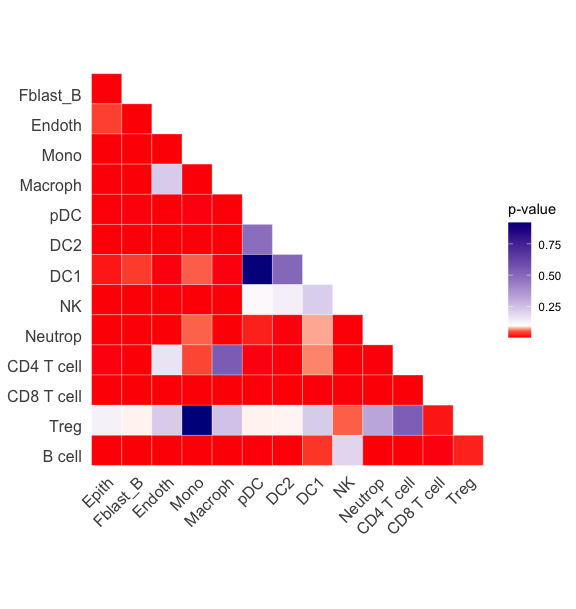 Fblast_B
Endoth
Mono
Macroph
pDC
DC2
DC1
NK
Neutrop
CD4 T cell
CD8 T cell
Treg
B cell
Epith
Fblast_B
Endoth
Mono
Macroph
pDC
DC2
DC1
NK
Neutrop
CD4 T cell
CD8 T cell
Treg
p-value
0.75
0.50
0.25